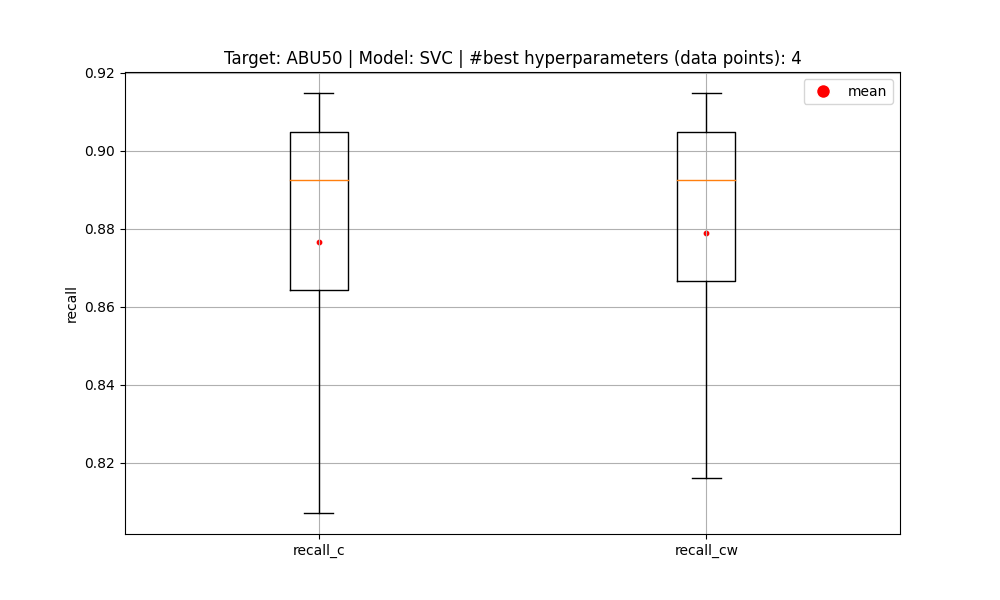 Target: ABU50 | Model: SVC | #best hyperparameters (data points): 4
mean
0.92
0.90
0.88
0.86
0.84
0.82
recall
recall_c
recall_cw